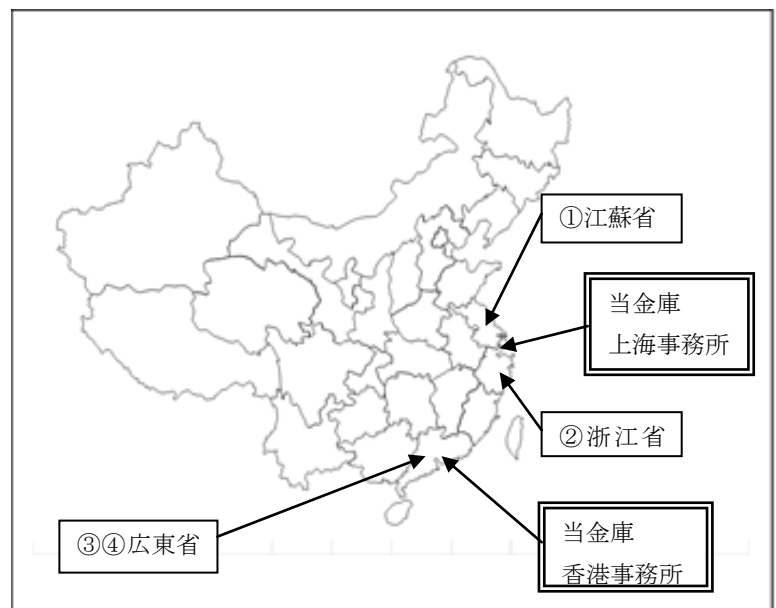 ①江蘇省
当金庫
上海事務所
②浙江省
③④広東省
当金庫
香港事務所